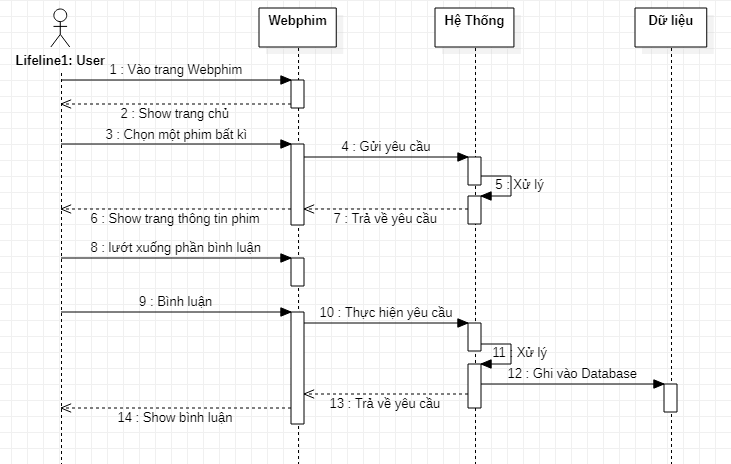 Webphim
Hệ Thống
Dữ liệu
Lifeline1: User
1 : Vào trang Webphim
2 : Show trang chủ
3 : Chọn một phim bất kì
4 : Gửi yêu cầu
5 : Xử lý
6 : Show trang thông tin phim
7 : Trả về yêu cầu
8 : lướt xuống phần bình luận
9 : Bình luận
10 : Thực hiện yêu cầu
11 : Xử lý
12 : Ghi vào Database
13 : Trả về yêu cầu
14 : Show bình luận